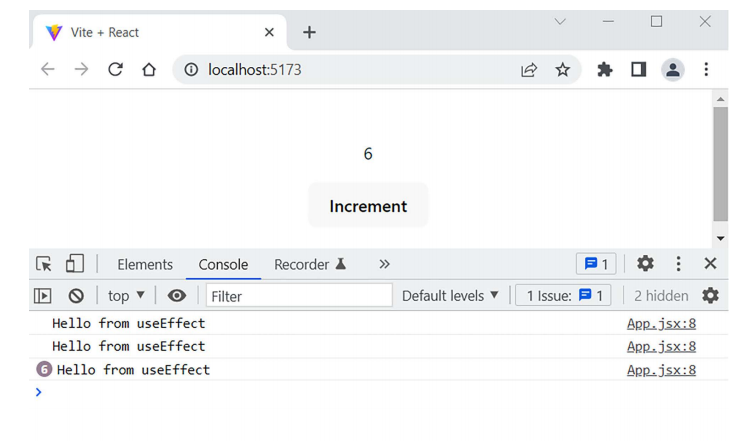 Vite + React
localhost:5173
6
Increment
Elements Console Recorder 1
top Filter Default levels 1 Issue: 1 2 hidden
Hello from useEffect App.jsx:8
Hello from useEffect App.jsx:8
6 Hello from useEffect App.jsx:8